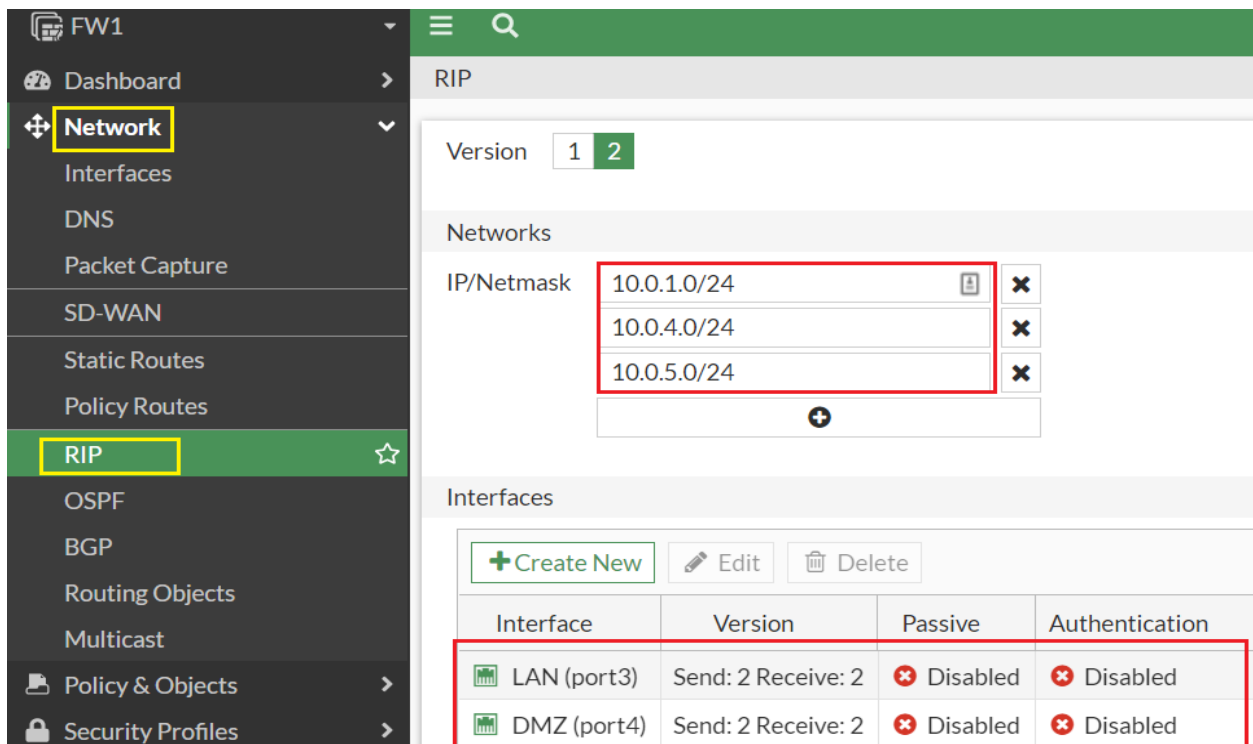 FW1
Dashboard
Network
Interfaces
DNS
Packet Capture
SD-WAN
Static Routes
Policy Routes
RIP
OSPF
BGP
Routing Objects
Multicast
Policy & Objects
Security Profiles
RIP
Version 1 2
Networks
IP/Netmask 10.0.1.0/24
10.0.4.0/24
10.0.5.0/24
Interfaces
Create New Edit Delete
Interface Version Passive Authentication
LAN (port3) Send: 2 Receive: 2 Disabled Disabled
DMZ (port4) Send: 2 Receive: 2 Disabled Disabled